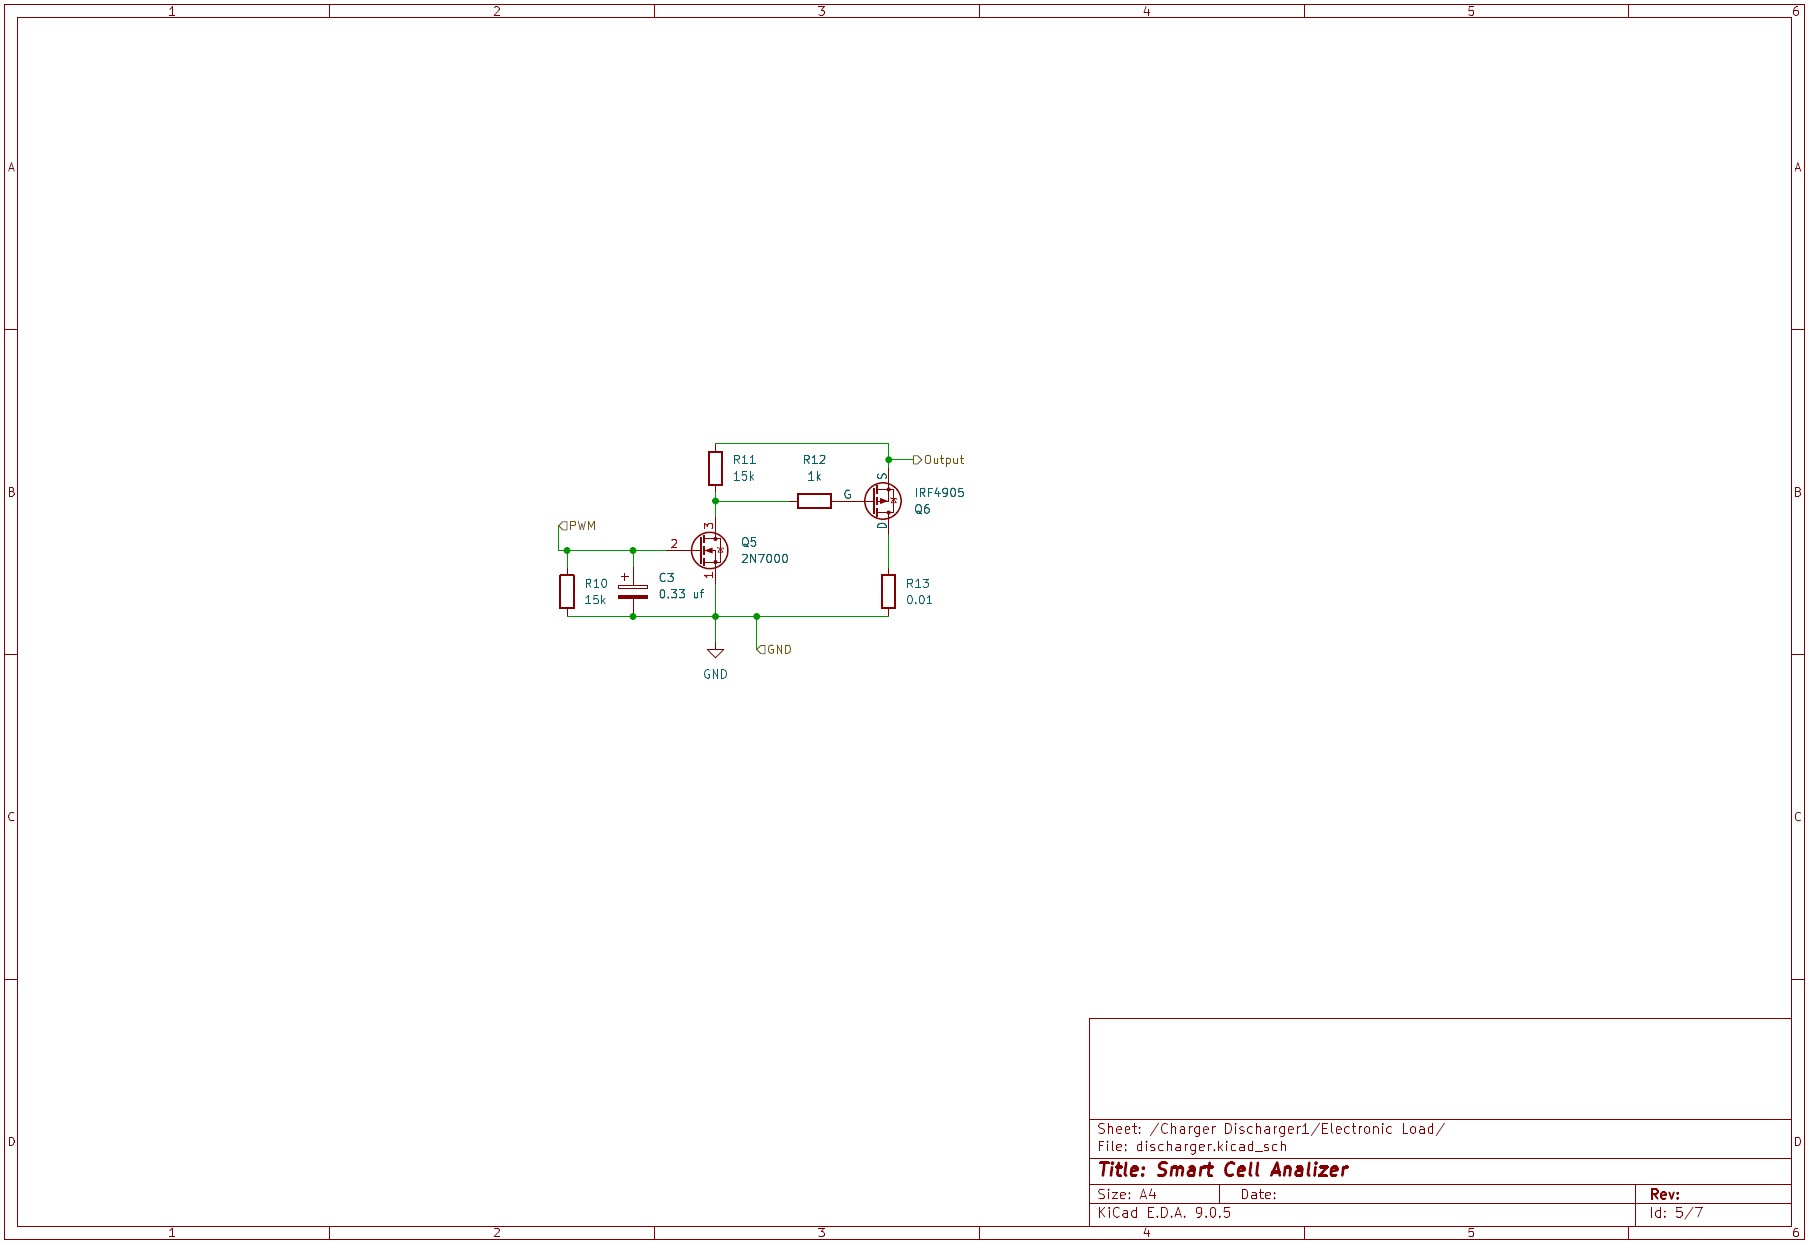 1 2 3 4 5 6
A A
R11 R12 Output
15k 1k S
B G IRF4905 B
Q6
PWM 3 D
2 Q5
2N7000
1
R10 + C3 R13
15k 0.33 uf 0.01
GND
GND
C C
Sheet: /Charger Discharger1/Electronic Load/
D File: discharger.kicad_sch D
Title: Smart Cell Analizer
Size: A4 Date: Rev:
KiCad E.D.A. 9.0.5 Id: 5/7
1 2 3 4 5 6